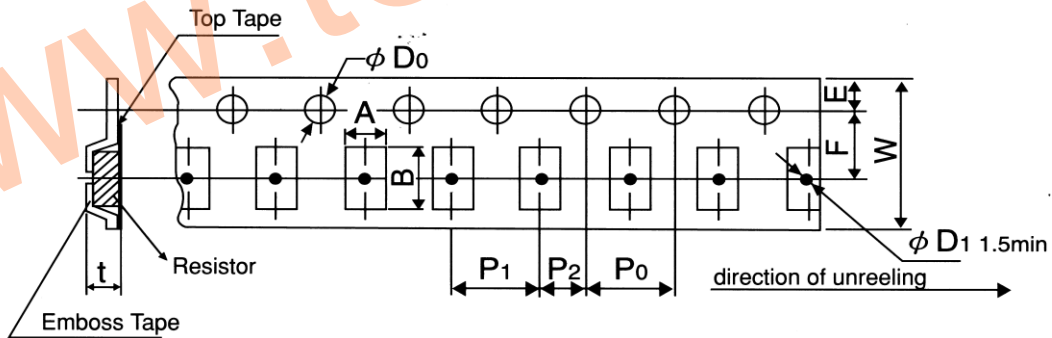 Top Tape
ϕ D0
A
E
F
W
B
ϕ D1 1.5min
t
Resistor
P1
P2
P0
direction of unreeling
Emboss Tape